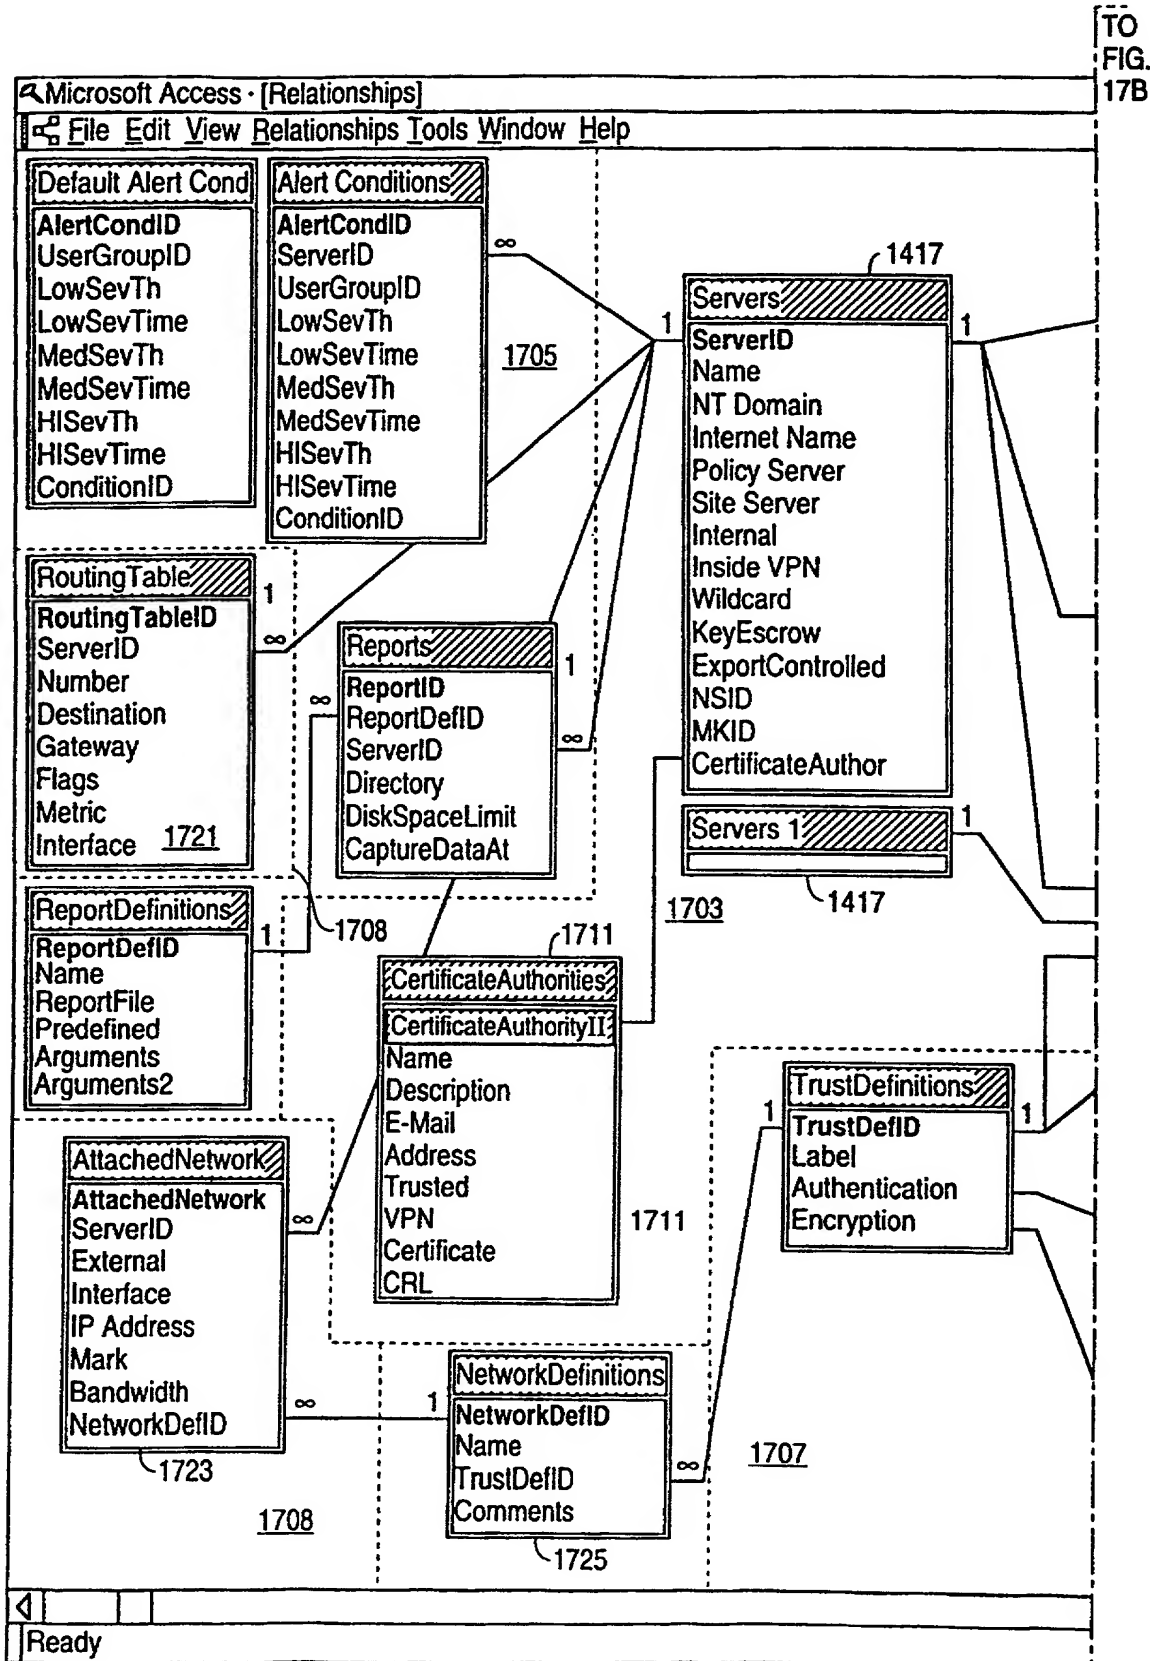 TO
FIG.
17B
Microsoft Access · [Relationships]
File Edit View Relationships Tools Window Help
Default Alert Cond
AlertCondID
UserGroupID
LowSevTh
LowSevTime
MedSevTh
MedSevTime
HISevTh
HISevTime
ConditionID
Alert Conditions
AlertCondID
ServerID
UserGroupID
LowSevTh
LowSevTime
MedSevTh
MedSevTime
HISevTh
HISevTime
ConditionID
∞
1705
1417
1
Servers
1
ServerID
Name
NT Domain
Internet Name
Policy Server
Site Server
Internal
Inside VPN
Wildcard
KeyEscrow
ExportControlled
NSID
MKID
CertificateAuthor
Servers 1
1
1417
1703
RoutingTable
1
RoutingTableID
ServerID
∞
Number
Destination
Gateway
Flags
Metric
Interface
1721
Reports
1
∞
ReportID
ReportDefID
ServerID
∞
Directory
DiskSpaceLimit
CaptureDataAt
1708
ReportDefinitions
1
ReportDefID
Name
ReportFile
Predefined
Arguments
Arguments2
1711
CertificateAuthorities
CertificateAuthorityII
Name
Description
E-Mail
Address
Trusted
VPN
Certificate
CRL
1711
TrustDefinitions
1
1
TrustDefID
Label
Authentication
Encryption
AttachedNetwork
AttachedNetwork
ServerID
∞
External
Interface
IP Address
Mark
Bandwidth
NetworkDefID
∞
1723
1708
1
NetworkDefinitions
NetworkDefID
Name
TrustDefID
Comments
∞
1725
1707
Ready